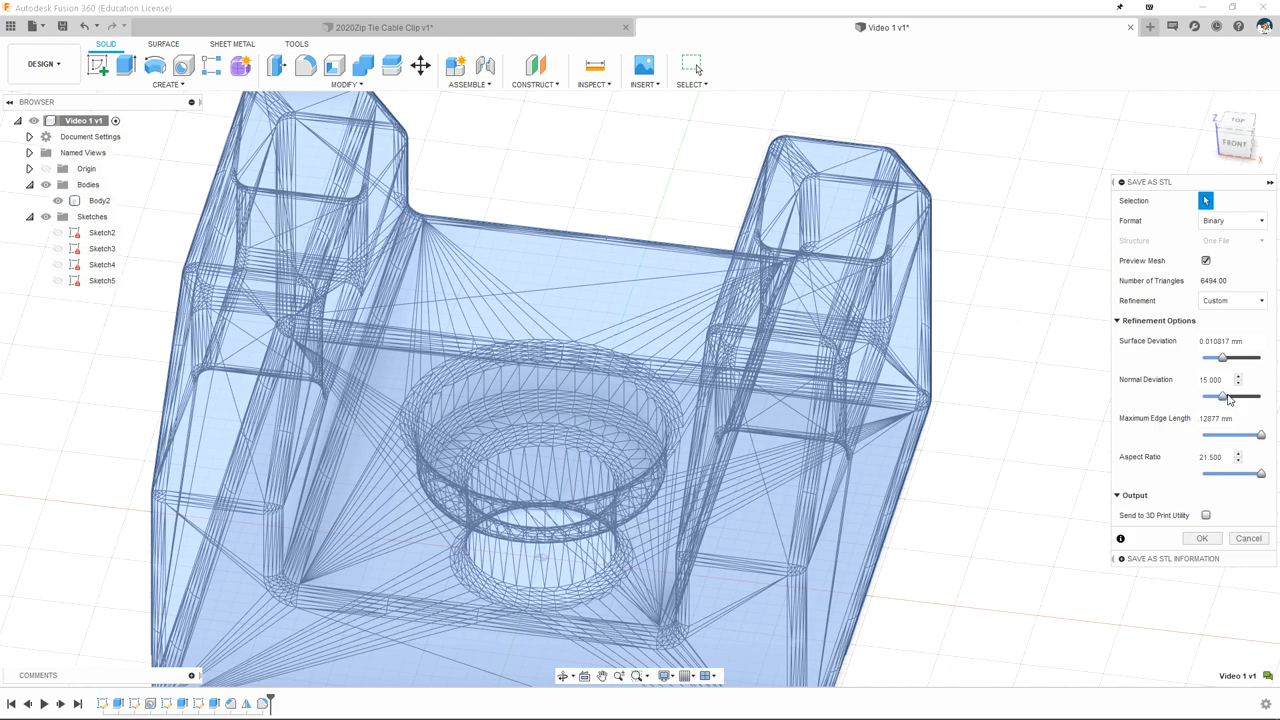 Autodesk Fusion 360 (Education License)
2020Zip Tie Cable Clip v1*
Video 1 v1*
SOLID SURFACE SHEET METAL TOOLS
DESIGN
CREATE MODIFY ASSEMBLE CONSTRUCT INSPECT INSERT SELECT
BROWSER
Video 1 v1
Document Settings
Named Views
Origin
Bodies
Body2
Sketches
Sketch2
Sketch3
Sketch4
Sketch5
Z
TOP
FRONT
X
SAVE AS STL
Selection
Format Binary
Structure One File
Preview Mesh
Number of Triangles 6494.00
Refinement Custom
Refinement Options
Surface Deviation 0.010817 mm
Normal Deviation 15.000
Maximum Edge Length 12877 mm
Aspect Ratio 21.500
Output
Send to 3D Print Utility
OK Cancel
SAVE AS STL INFORMATION
COMMENTS
Video 1 v1